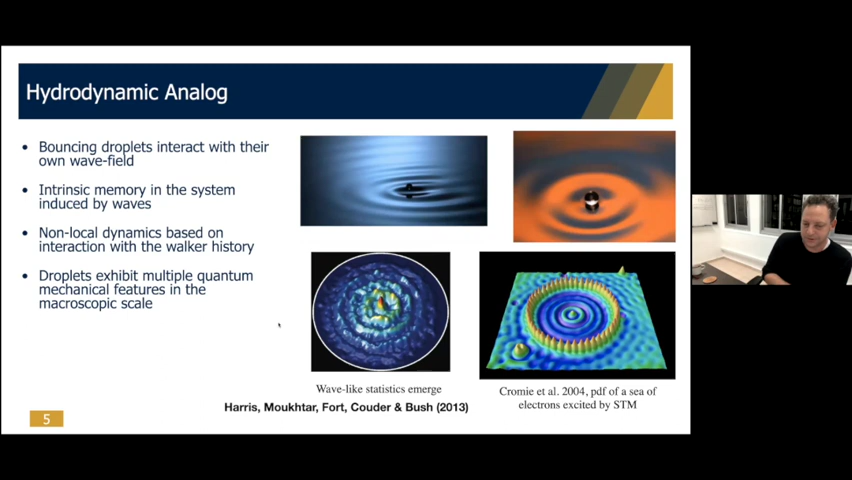 Hydrodynamic Analog
• Bouncing droplets interact with their
own wave-field
• Intrinsic memory in the system
induced by waves
• Non-local dynamics based on
interaction with the walker history
• Droplets exhibit multiple quantum
mechanical features in the
macroscopic scale
Wave-like statistics emerge
Harris, Moukhtar, Fort, Couder & Bush (2013)
Cromie et al. 2004, pdf of a sea of
electrons excited by STM
5